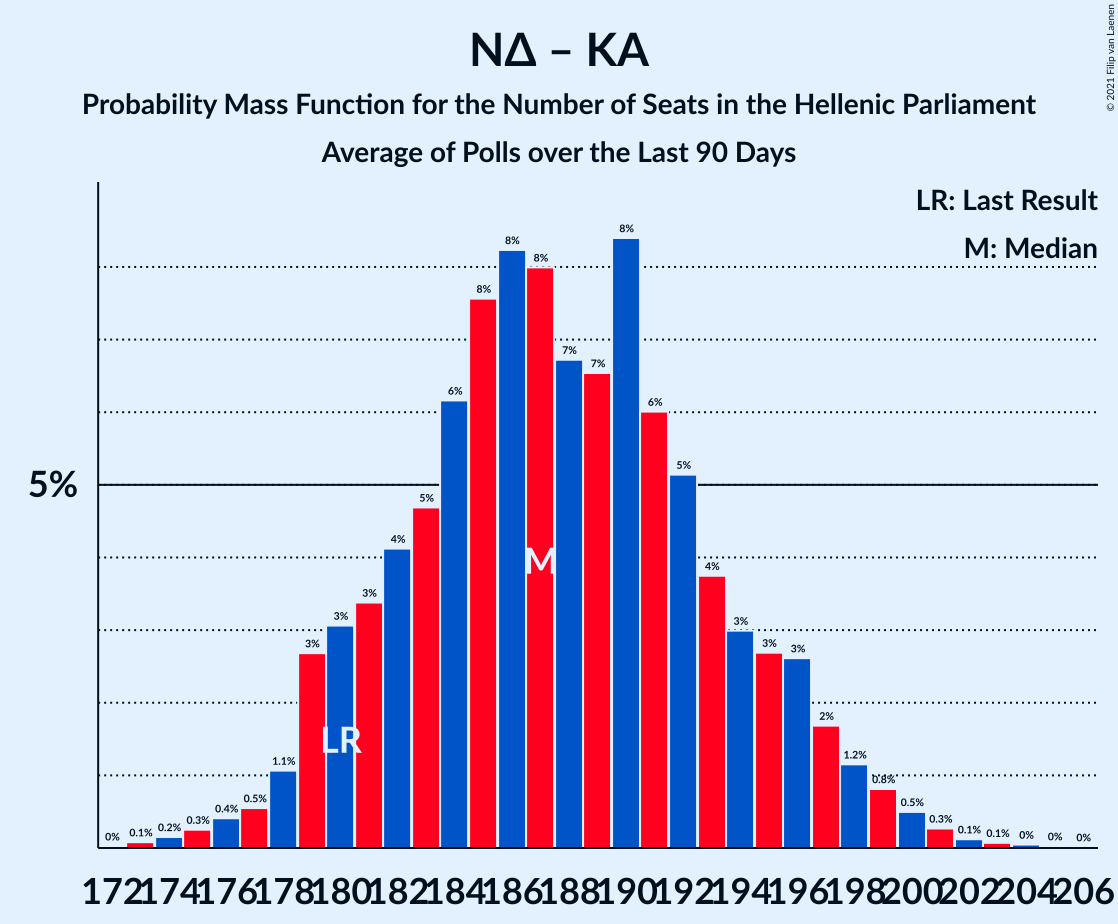 NΔ – KA
Probability Mass Function for the Number of Seats in the Hellenic Parliament
Average of Polls over the Last 90 Days
© 2021 Filip van Laenen
LR: Last Result
M: Median
5%
0% 0.1% 0.2% 0.3% 0.4% 0.5% 1.1% 3% 3% 3% 4% 5% 6% 8% 8% 8% 7% 7% 8% 6% 5% 4% 3% 3% 3% 2% 1.2% 0.8% 0.5% 0.3% 0.1% 0.1% 0% 0% 0%
M
LR
172 174 176 178 180 182 184 186 188 190 192 194 196 198 200 202 204 206